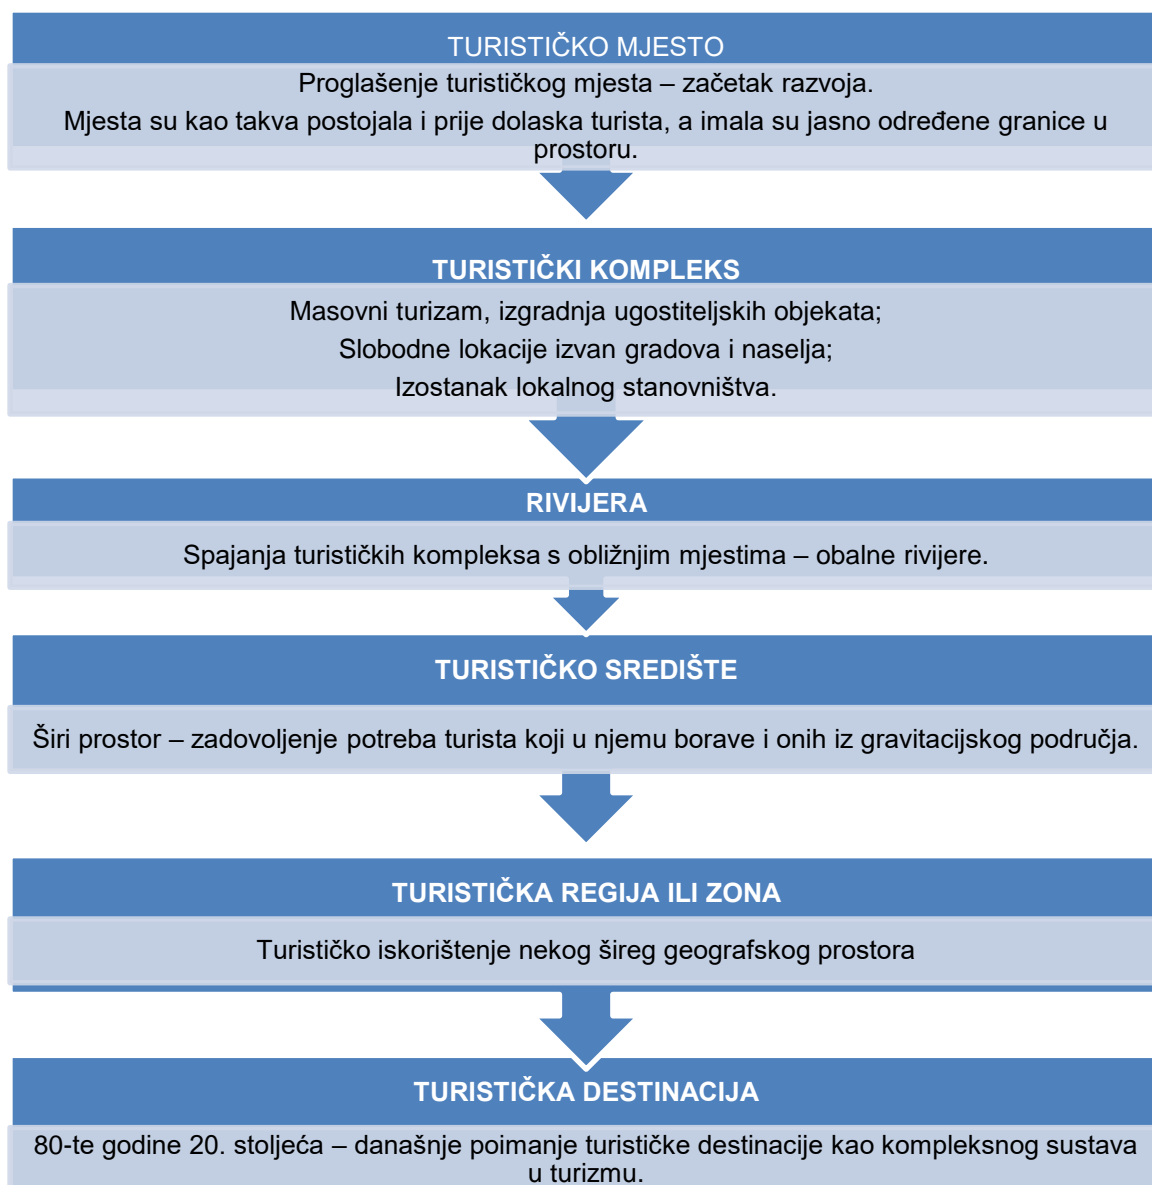 TURISTIČKO MJESTO
Proglašenje turističkog mjesta – začetak razvoja.
Mjesta su kao takva postojala i prije dolaska turista, a imala su jasno određene granice u
prostoru.
TURISTIČKI KOMPLEKS
Masovni turizam, izgradnja ugostiteljskih objekata;
Slobodne lokacije izvan gradova i naselja;
Izostanak lokalnog stanovništva.
RIVIJERA
Spajanja turističkih kompleksa s obližnjim mjestima – obalne rivijere.
TURISTIČKO SREDIŠTE
Širi prostor – zadovoljenje potreba turista koji u njemu borave i onih iz gravitacijskog područja.
TURISTIČKA REGIJA ILI ZONA
Turističko iskorištenje nekog šireg geografskog prostora
TURISTIČKA DESTINACIJA
80-te godine 20. stoljeća – današnje poimanje turističke destinacije kao kompleksnog sustava
u turizmu.